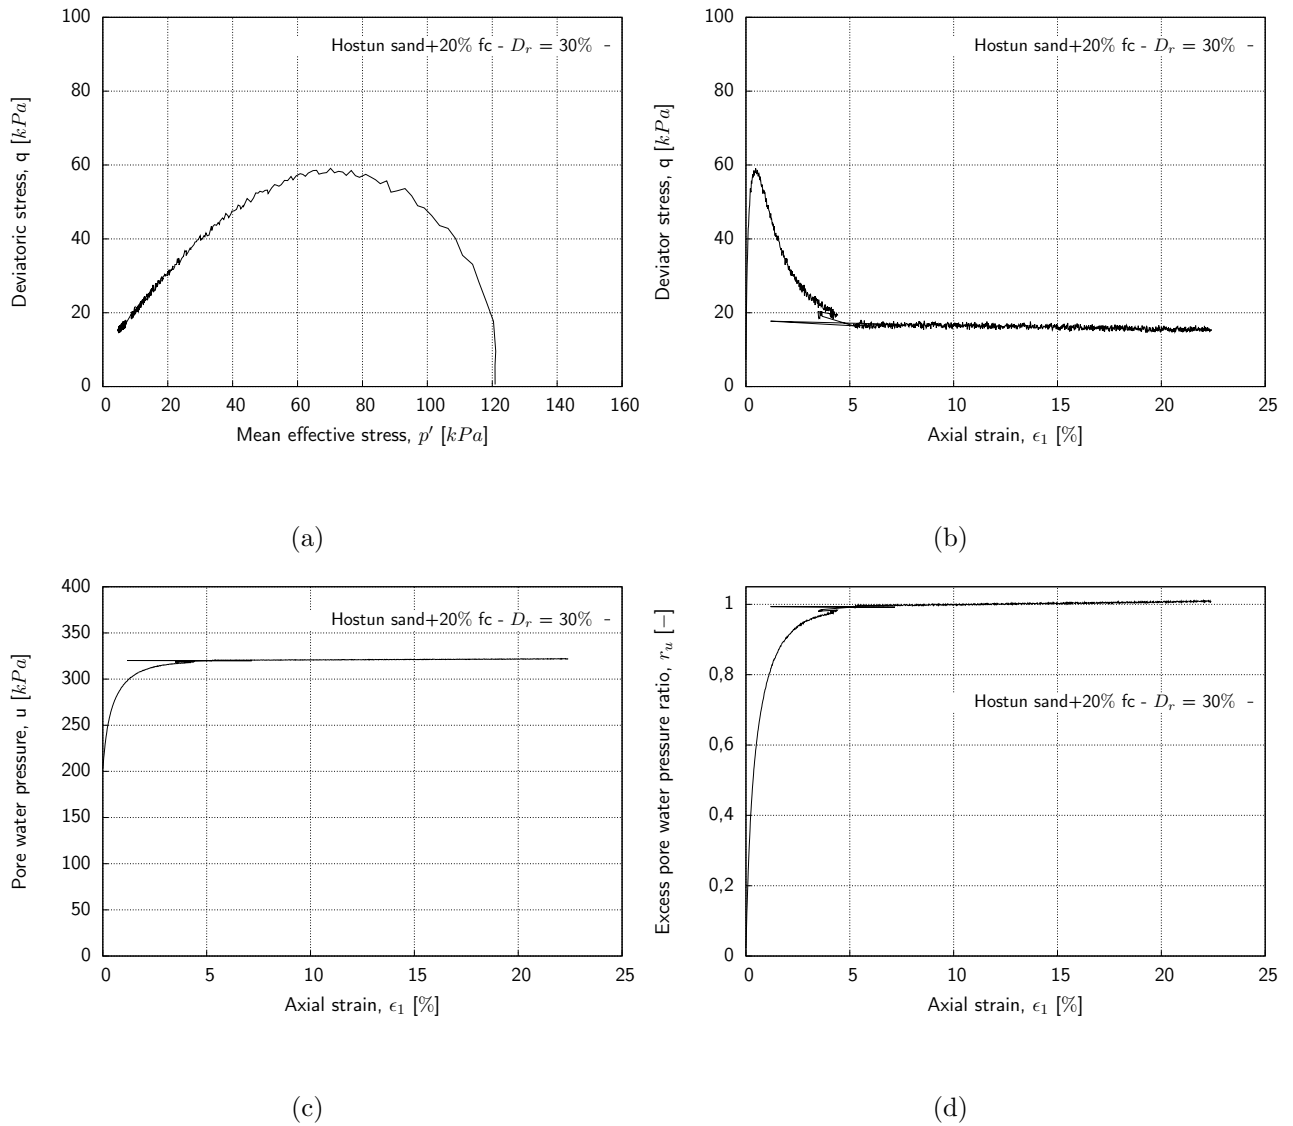 100
80
60
40
20
0
0 20 40 60 80 100 120 140 160
Deviatoric stress, q [kPa]
Mean effective stress, p′ [kPa]
Hostun sand+20% fc - D_r = 30%
(a)
100
80
60
40
20
0
0 5 10 15 20 25
Deviator stress, q [kPa]
Axial strain, ϵ₁ [%]
Hostun sand+20% fc - D_r = 30%
(b)
400
350
300
250
200
150
100
50
0
0 5 10 15 20 25
Pore water pressure, u [kPa]
Axial strain, ϵ₁ [%]
Hostun sand+20% fc - D_r = 30%
(c)
1
0,8
0,6
0,4
0,2
0
0 5 10 15 20 25
Excess pore water pressure ratio, r_u [−]
Axial strain, ϵ₁ [%]
Hostun sand+20% fc - D_r = 30%
(d)